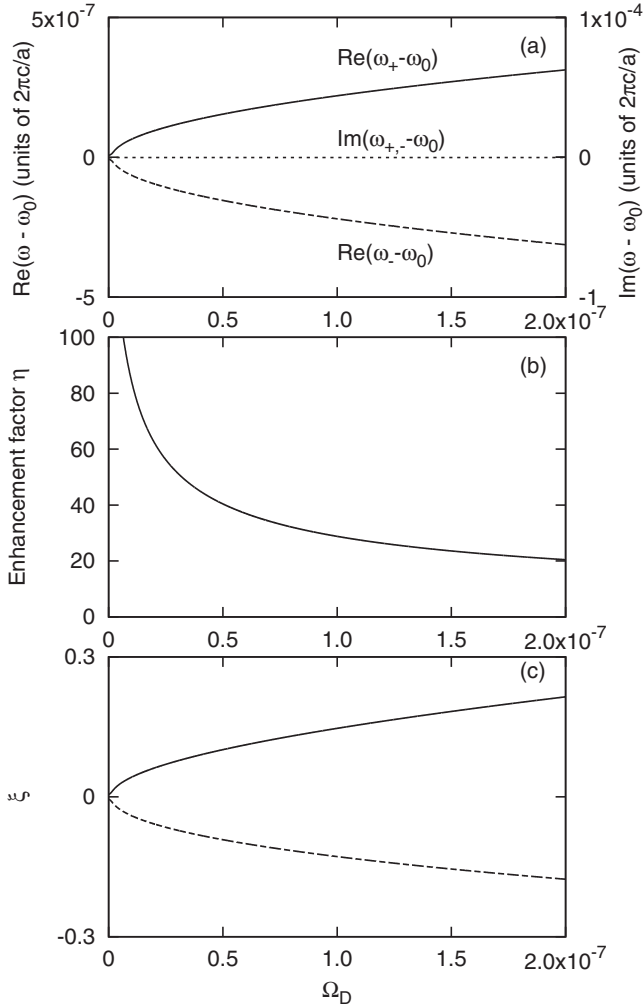 5x10⁻⁷ 1x10⁻⁴
(a)
Re(ω₊-ω₀)
Im(ω₊,₋-ω₀)
Re(ω₋-ω₀)
0 0
-5 -1
0 0.5 1.0 1.5 2.0x10⁻⁷
Re(ω - ω₀) (units of 2πc/a)
Im(ω - ω₀) (units of 2πc/a)
100
(b)
80
60
40
20
0
0 0.5 1.0 1.5 2.0x10⁻⁷
Enhancement factor η
0.3
(c)
0
-0.3
0 0.5 1.0 1.5 2.0x10⁻⁷
ξ
Ω_D